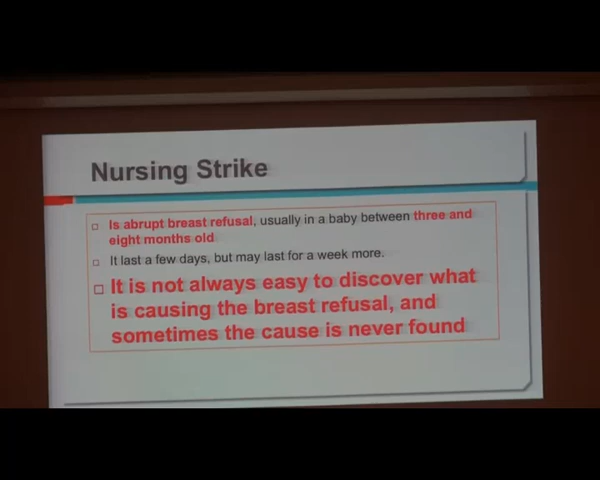 Nursing Strike
Is abrupt breast refusal, usually in a baby between three and
eight months old
It last a few days, but may last for a week more.
It is not always easy to discover what
is causing the breast refusal, and
sometimes the cause is never found